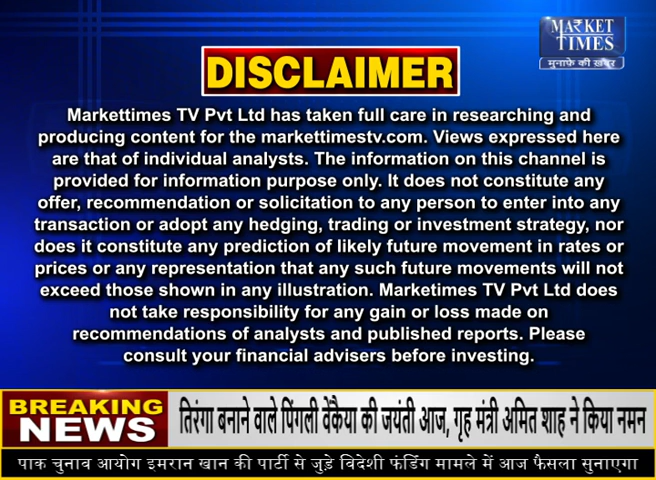 MARKET
TIMES
मुनाफे की खबर
DISCLAIMER
Markettimes TV Pvt Ltd has taken full care in researching and
producing content for the markettimestv.com. Views expressed here
are that of individual analysts. The information on this channel is
provided for information purpose only. It does not constitute any
offer, recommendation or solicitation to any person to enter into any
transaction or adopt any hedging, trading or investment strategy, nor
does it constitute any prediction of likely future movement in rates or
prices or any representation that any such future movements will not
exceed those shown in any illustration. Marketimes TV Pvt Ltd does
not take responsibility for any gain or loss made on
recommendations of analysts and published reports. Please
consult your financial advisers before investing.
BREAKING
NEWS
तिरंगा बनाने वाले पिंगली वेंकैया की जयंती आज, गृह मंत्री अमित शाह ने किया नमन
पाक चुनाव आयोग इमरान खान की पार्टी से जुड़े विदेशी फंडिंग मामले में आज फैसला सुनाएगा